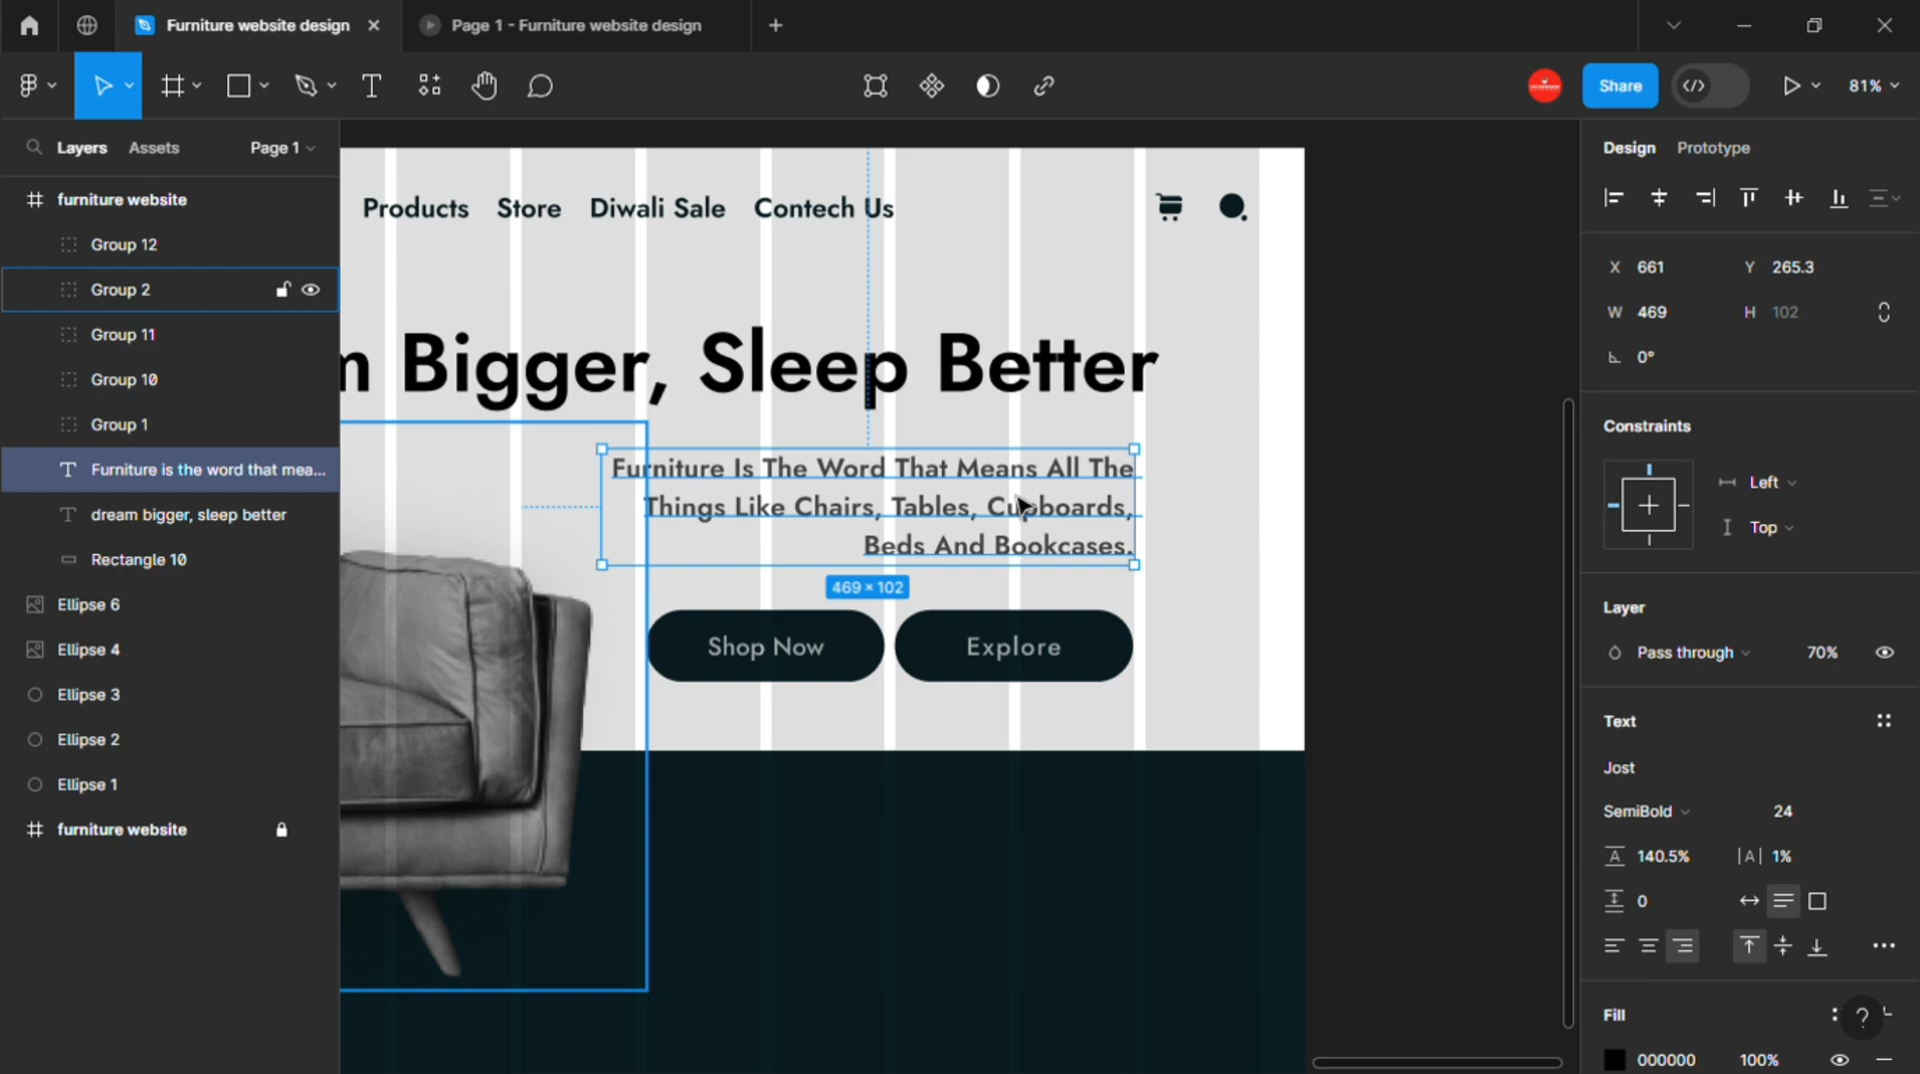 Furniture website design
Page 1 - Furniture website design
Share
81%
Layers
Assets
Page 1
furniture website
Group 12
Group 2
Group 11
Group 10
Group 1
Furniture is the word that mea...
dream bigger, sleep better
Rectangle 10
Ellipse 6
Ellipse 4
Ellipse 3
Ellipse 2
Ellipse 1
furniture website
Products
Store
Diwali Sale
Contech Us
m Bigger, Sleep Better
Furniture Is The Word That Means All The
Things Like Chairs, Tables, Cupboards,
Beds And Bookcases.
469 × 102
Shop Now
Explore
Design
Prototype
X 661
Y 265.3
W 469
H 102
0°
Constraints
Left
Top
Layer
Pass through
70%
Text
Jost
SemiBold
24
140.5%
|A| 1%
0
Fill
?
000000
100%